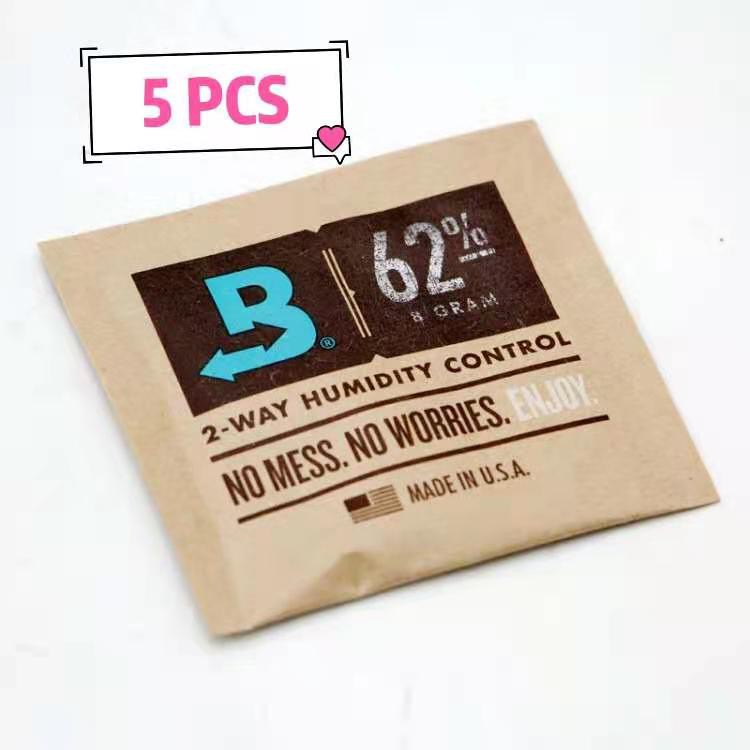 5 PCS
B®
62%
8 GRAM
2-WAY HUMIDITY CONTROL
NO MESS. NO WORRIES. ENJOY.
MADE IN U.S.A.